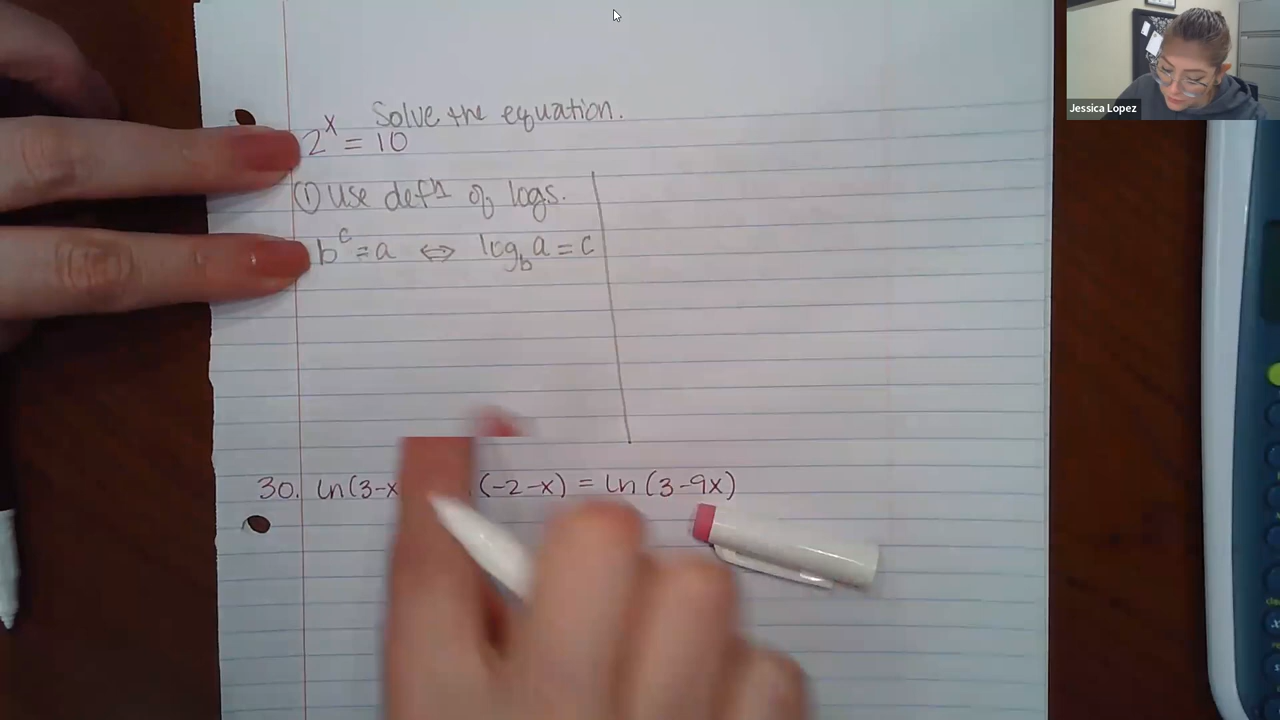 Solve the equation.
2^x = 10
① Use defn of logs.
b^c = a ⇔ log_b a = c
30. ln(3-x (-2-x) = ln(3-9x)
Jessica Lopez